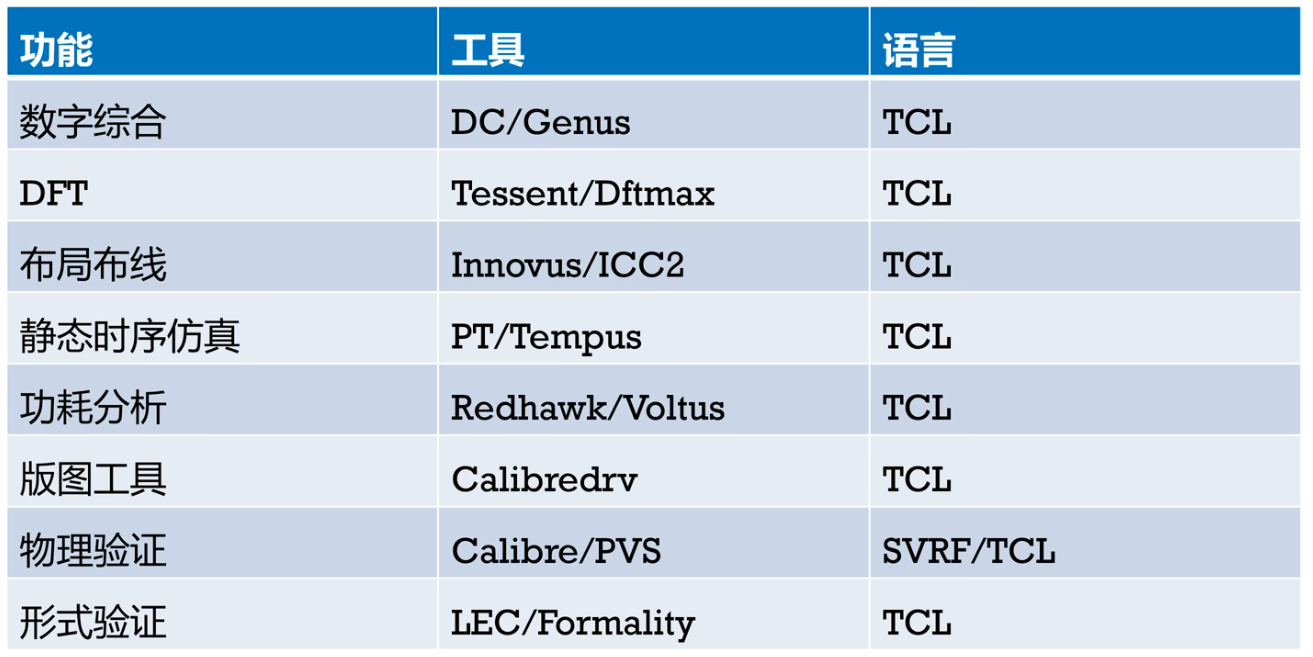 功能 工具 语言
数字综合 DC/Genus TCL
DFT Tessent/Dftmax TCL
布局布线 Innovus/ICC2 TCL
静态时序仿真 PT/Tempus TCL
功耗分析 Redhawk/Voltus TCL
版图工具 Calibredrv TCL
物理验证 Calibre/PVS SVRF/TCL
形式验证 LEC/Formality TCL